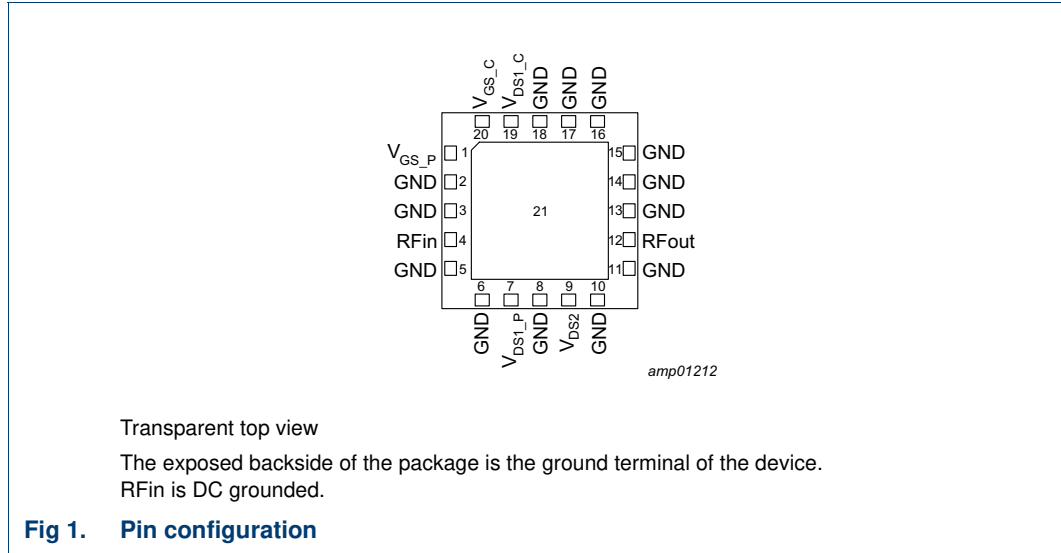 V_GS_C V_DS1_C GND GND GND
20 19 18 17 16
V_GS_P 1 15 GND
GND 2 14 GND
GND 3 21 13 GND
RFin 4 12 RFout
GND 5 11 GND
6 7 8 9 10
GND V_DS1_P GND V_DS2 GND
amp01212
Transparent top view
The exposed backside of the package is the ground terminal of the device.
RFin is DC grounded.
Fig 1. Pin configuration